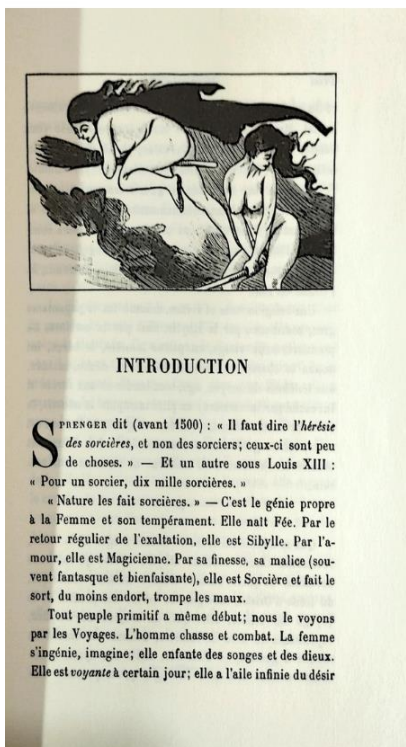 INTRODUCTION
SPRENGER dit (avant 1500) : « Il faut dire l'hérésie
des sorcières, et non des sorciers; ceux-ci sont peu
de choses. » — Et un autre sous Louis XIII :
« Pour un sorcier, dix mille sorcières. »
« Nature les fait sorcières. » — C'est le génie propre
à la Femme et son tempérament. Elle naît Fée. Par le
retour régulier de l'exaltation, elle est Sibylle. Par l'a-
mour, elle est Magicienne. Par sa finesse, sa malice (sou-
vent fantasque et bienfaisante), elle est Sorcière et fait le
sort, du moins endort, trompe les maux.
Tout peuple primitif a même début; nous le voyons
par les Voyages. L'homme chasse et combat. La femme
s'ingénie, imagine; elle enfante des songes et des dieux.
Elle est voyante à certain jour; elle a l'aile infinie du désir